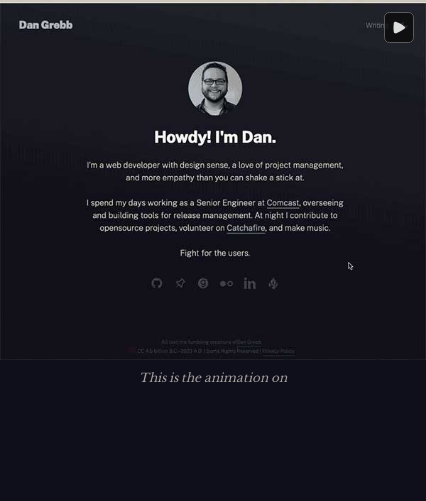 Dan Grebb
Howdy! I'm Dan.
I'm a web developer with design sense, a love of project management,
and more empathy than you can shake a stick at.
I spend my days working as a Senior Engineer at Comcast, overseeing
and building tools for release management. At night I contribute to
opensource projects, volunteer on Catchafire, and make music.
Fight for the users.
in
Privacy Policy
This is the animation on